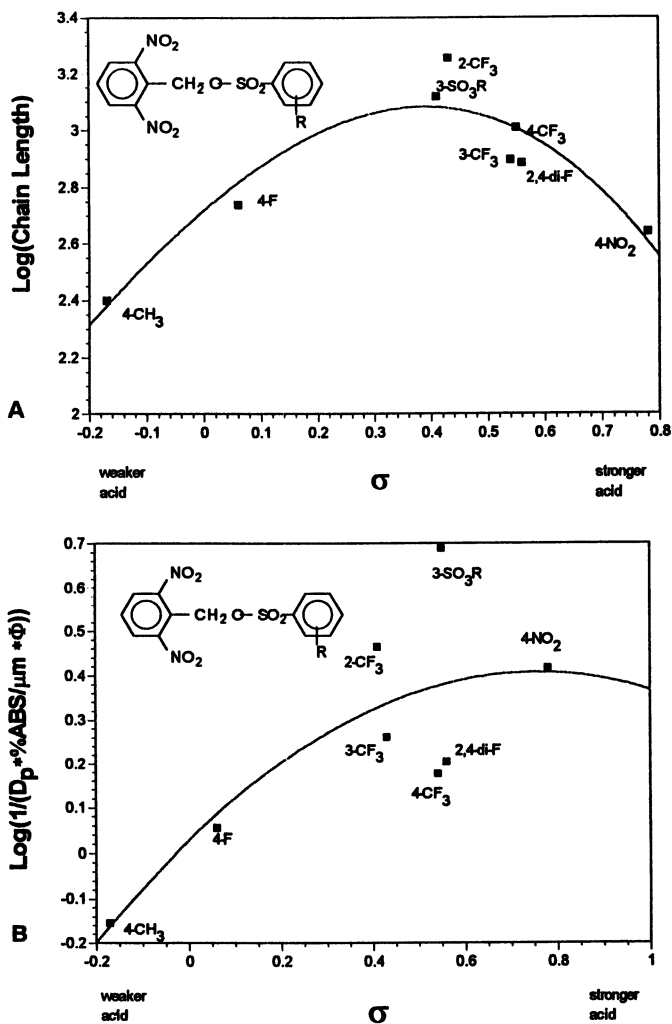 3.4
3.2
3
2.8
2.6
2.4
2.2
2
Log(Chain Length)
NO2
CH2 O SO2
NO2
R
2-CF3
3-SO3R
4-CF3
3-CF3
2,4-di-F
4-F
4-NO2
4-CH3
A
-0.2 -0.1 0 0.1 0.2 0.3 0.4 0.5 0.6 0.7 0.8
weaker acid
σ
stronger acid
0.7
0.6
0.5
0.4
0.3
0.2
0.1
0
-0.1
-0.2
Log(1/(Dp*%ABS/μm *Φ))
NO2
CH2 O SO2
NO2
R
3-SO3R
4-NO2
2-CF3
3-CF3
2,4-di-F
4-CF3
4-F
4-CH3
B
-0.2 0 0.2 0.4 0.6 0.8 1
weaker acid
σ
stronger acid